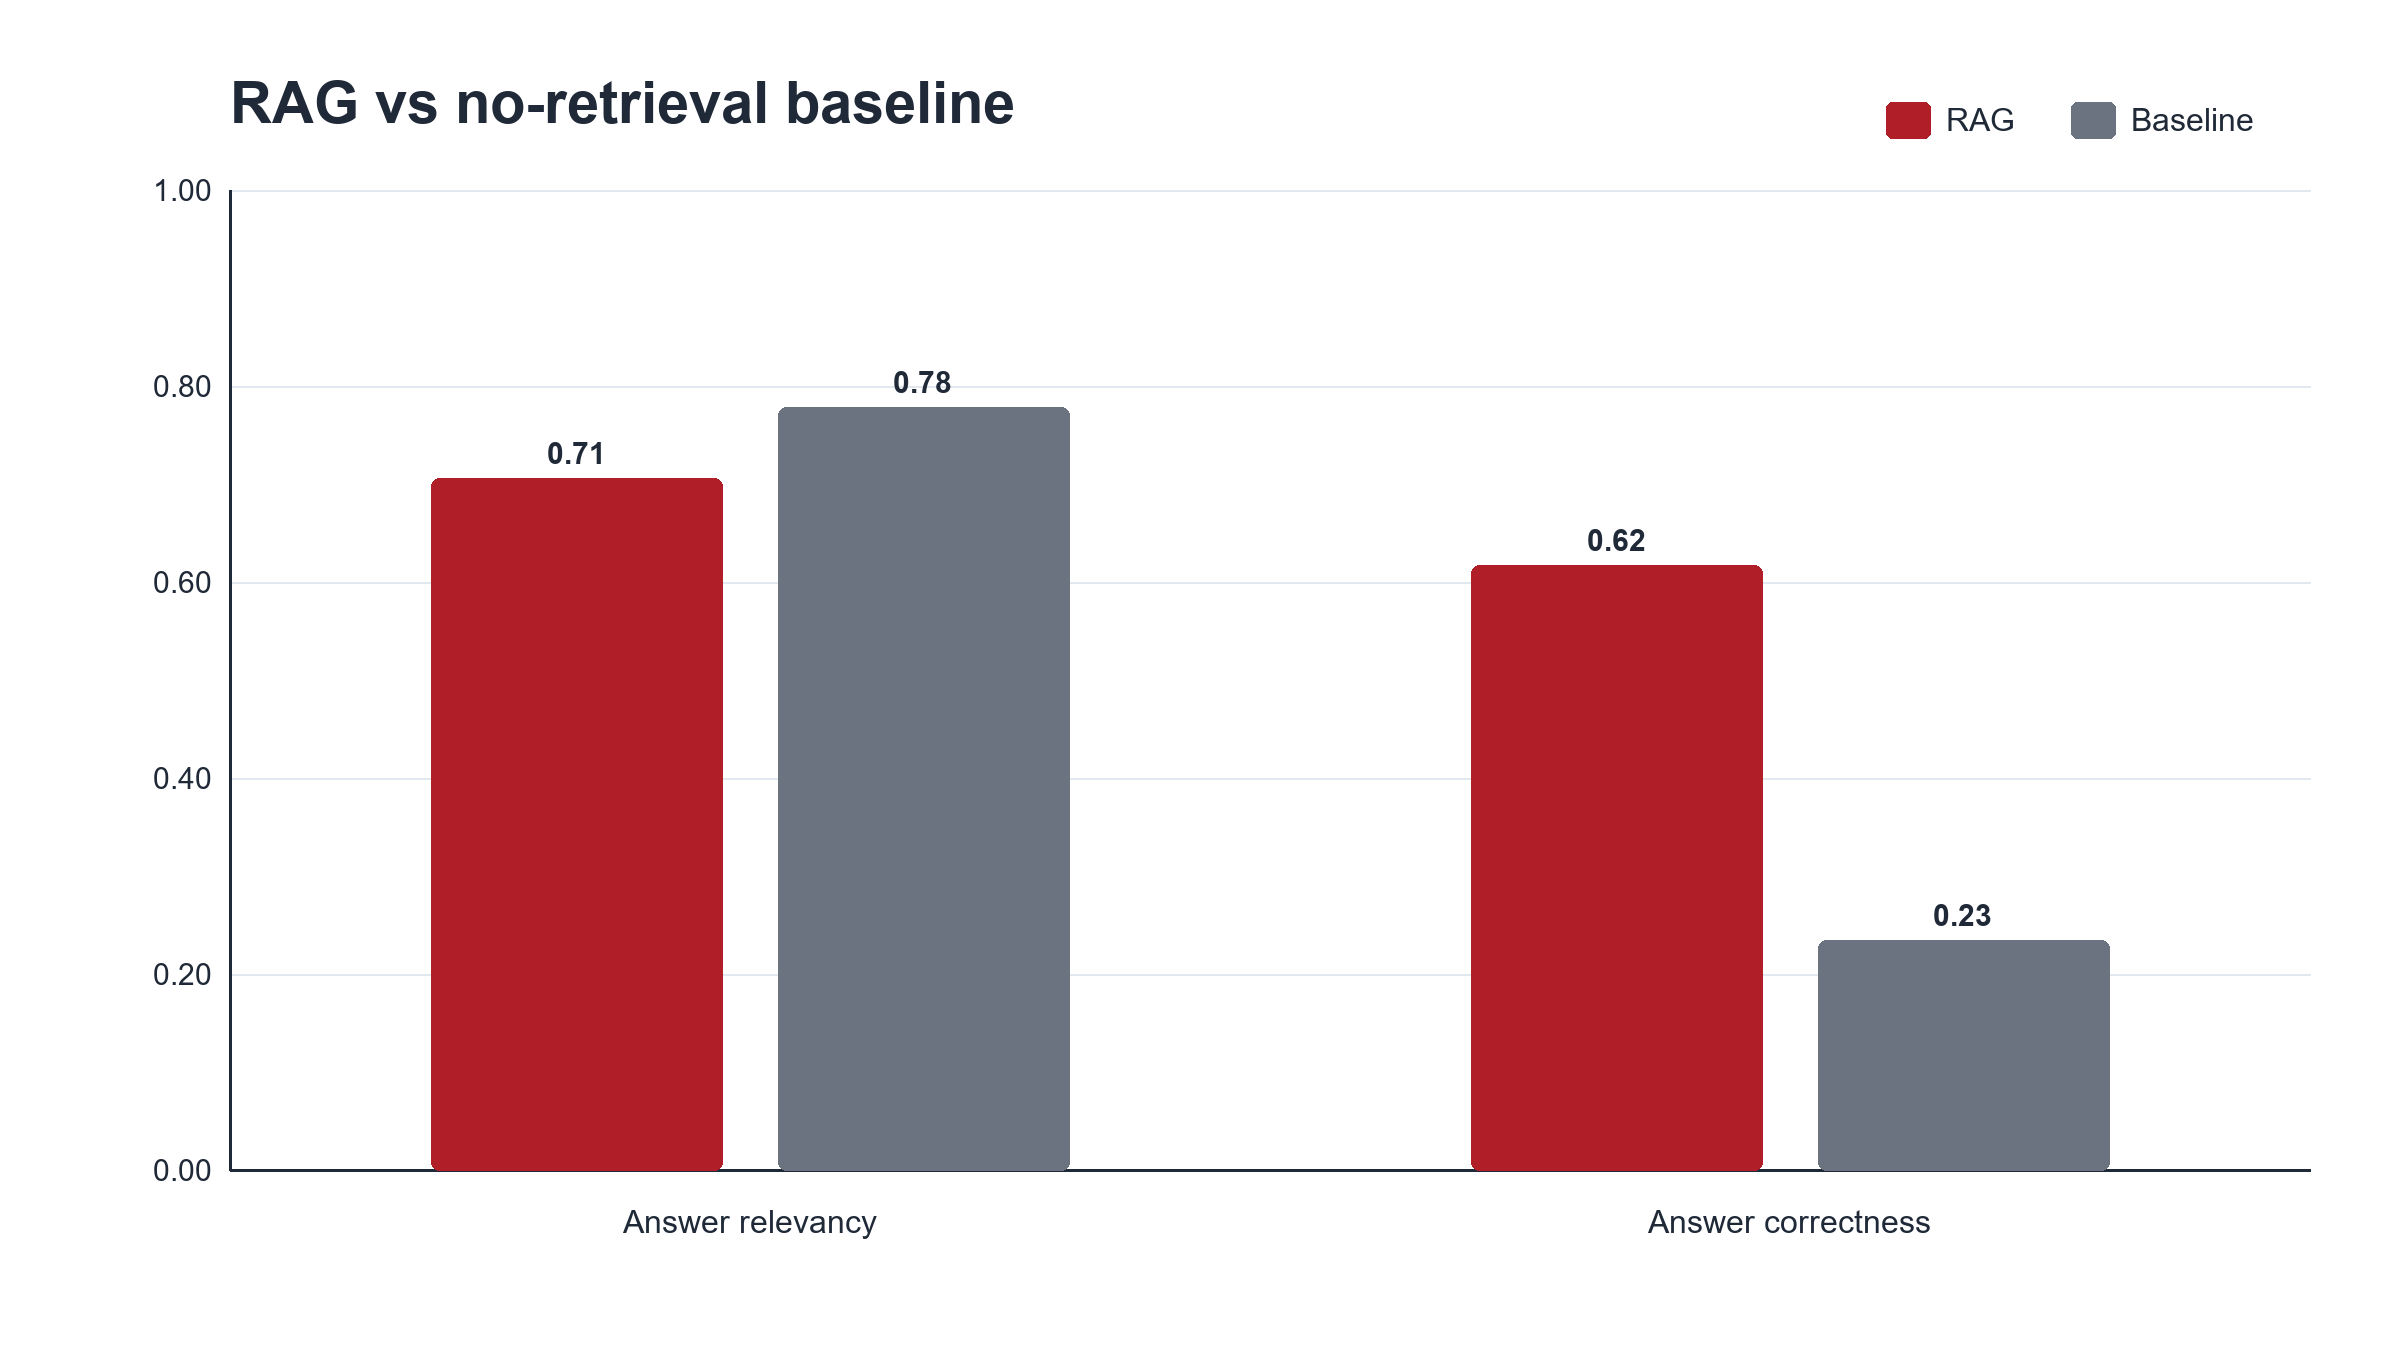 RAG vs no-retrieval baseline
RAG
Baseline
1.00
0.80
0.60
0.40
0.20
0.00
0.71
0.78
0.62
0.23
Answer relevancy
Answer correctness